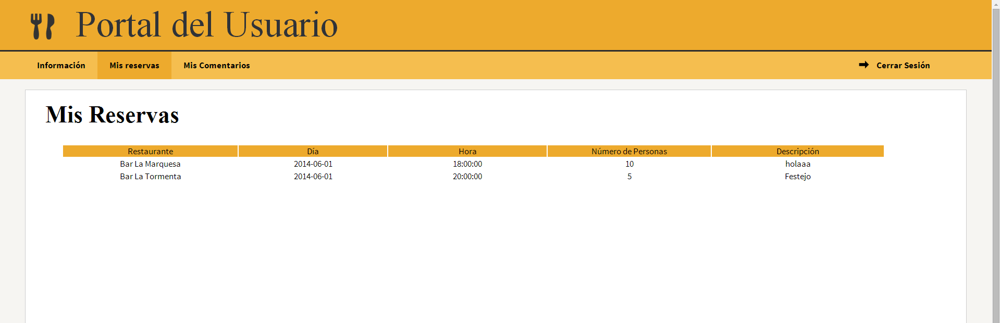 Portal del Usuario
Información Mis reservas Mis Comentarios Cerrar Sesión
Mis Reservas
Restaurante Día Hora Número de Personas Descripción
Bar La Marquesa 2014-06-01 18:00:00 10 holaaa
Bar La Tormenta 2014-06-01 20:00:00 5 Festejo